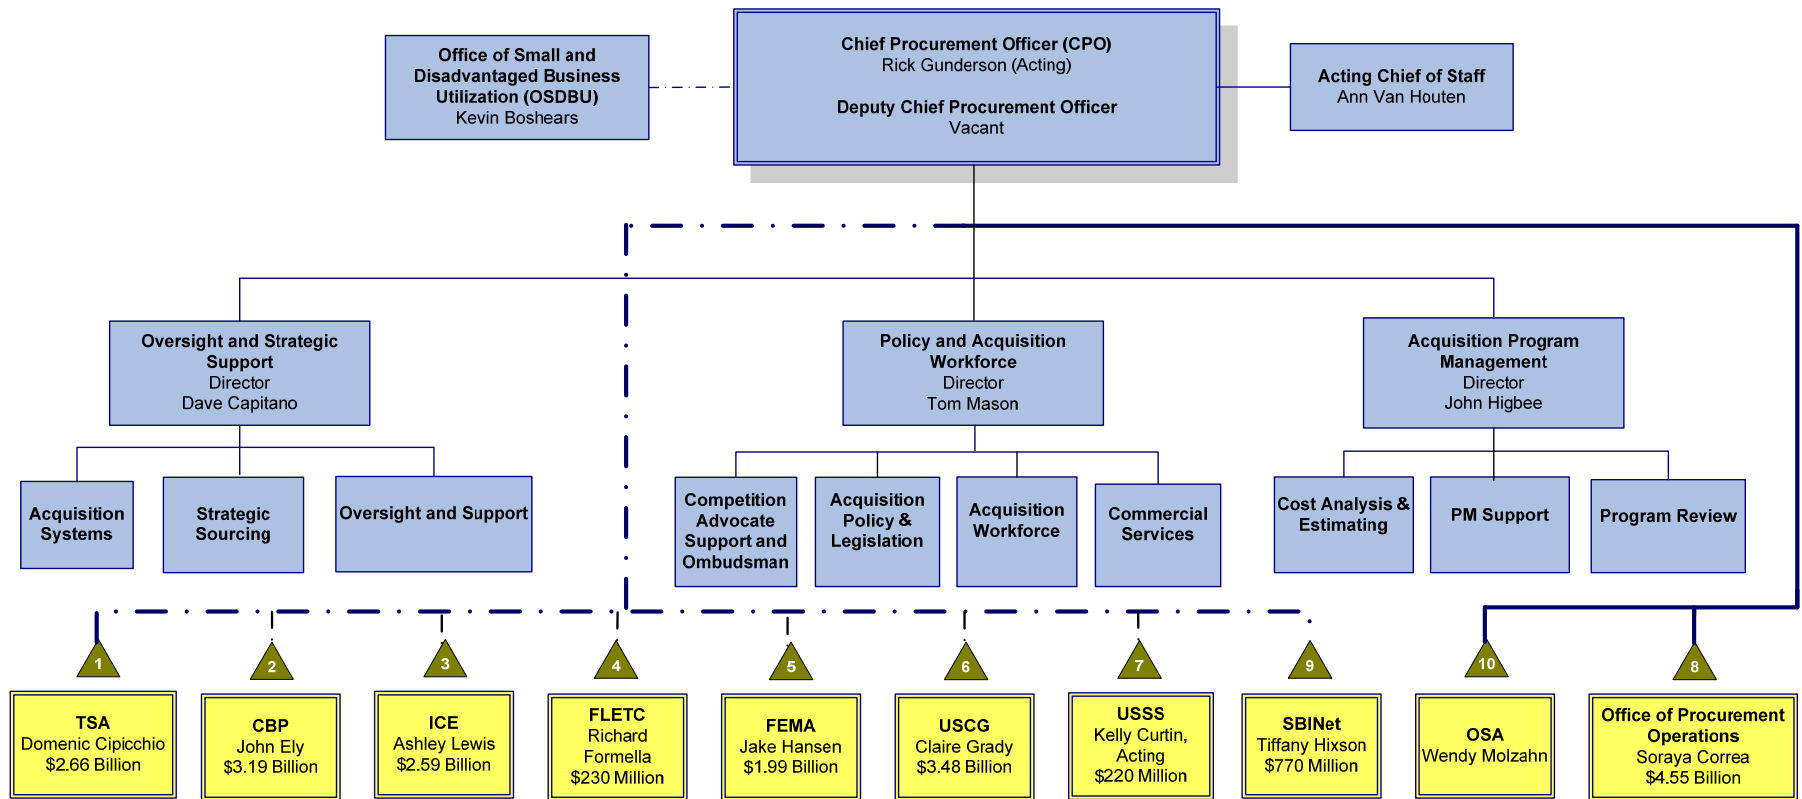 Office of Small and
Disadvantaged Business
Utilization (OSDBU)
Kevin Boshears
Chief Procurement Officer (CPO)
Rick Gunderson (Acting)
Deputy Chief Procurement Officer
Vacant
Acting Chief of Staff
Ann Van Houten
Oversight and Strategic
Support
Director
Dave Capitano
Policy and Acquisition
Workforce
Director
Tom Mason
Acquisition Program
Management
Director
John Higbee
Acquisition
Systems
Strategic
Sourcing
Oversight and Support
Competition
Advocate
Support and
Ombudsman
Acquisition
Policy &
Legislation
Acquisition
Workforce
Commercial
Services
Cost Analysis &
Estimating
PM Support
Program Review
1
2
3
4
5
6
7
9
10
8
TSA
Domenic Cipicchio
$2.66 Billion
CBP
John Ely
$3.19 Billion
ICE
Ashley Lewis
$2.59 Billion
FLETC
Richard
Formella
$230 Million
FEMA
Jake Hansen
$1.99 Billion
USCG
Claire Grady
$3.48 Billion
USSS
Kelly Curtin,
Acting
$220 Million
SBINet
Tiffany Hixson
$770 Million
OSA
Wendy Molzahn
Office of Procurement
Operations
Soraya Correa
$4.55 Billion